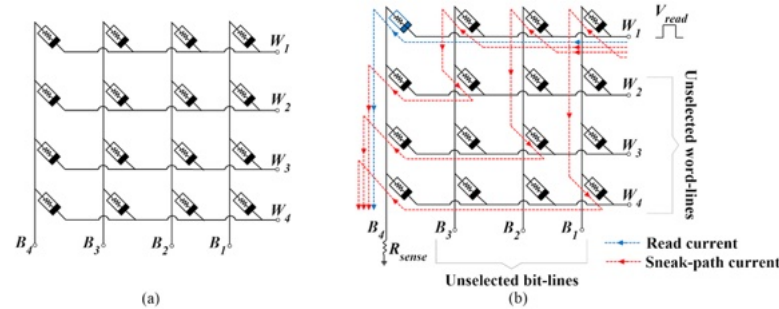 W1
W2
W3
W4
B4 B3 B2 B1
(a)
Vread
W1
W2
W3
W4
Unselected word-lines
B4 B3 B2 B1
Rsense
Unselected bit-lines
Read current
Sneak-path current
(b)